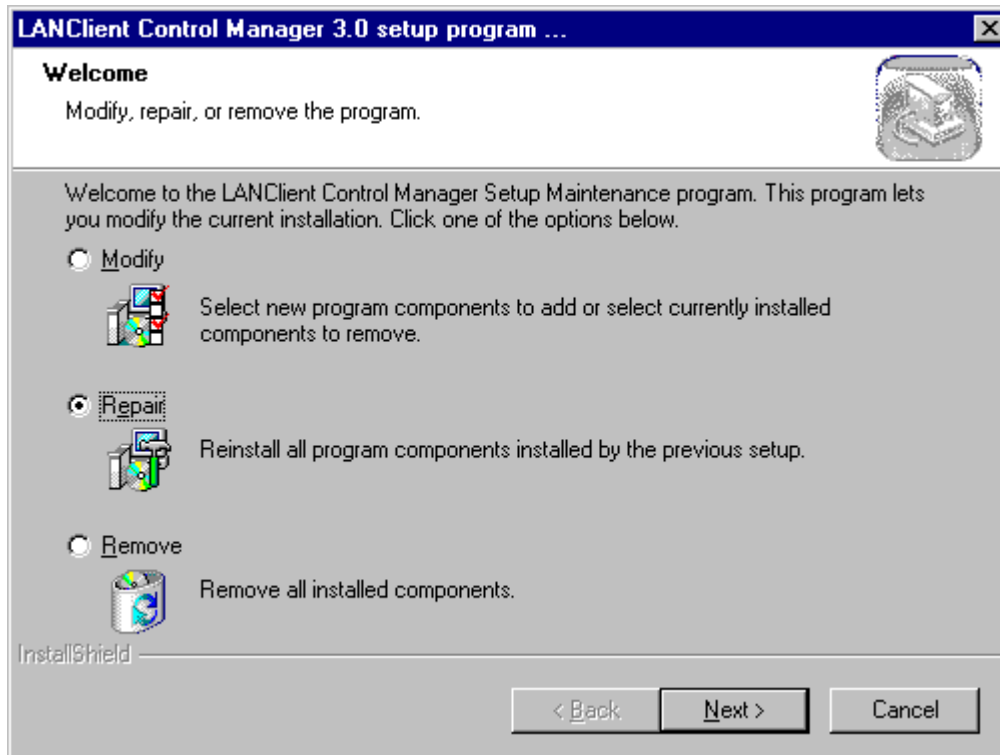 LANClient Control Manager 3.0 setup program ...
Welcome
Modify, repair, or remove the program.
Welcome to the LANClient Control Manager Setup Maintenance program. This program lets
you modify the current installation. Click one of the options below.
Modify
Select new program components to add or select currently installed
components to remove.
Repair
Reinstall all program components installed by the previous setup.
Remove
Remove all installed components.
InstallShield
< Back
Next >
Cancel